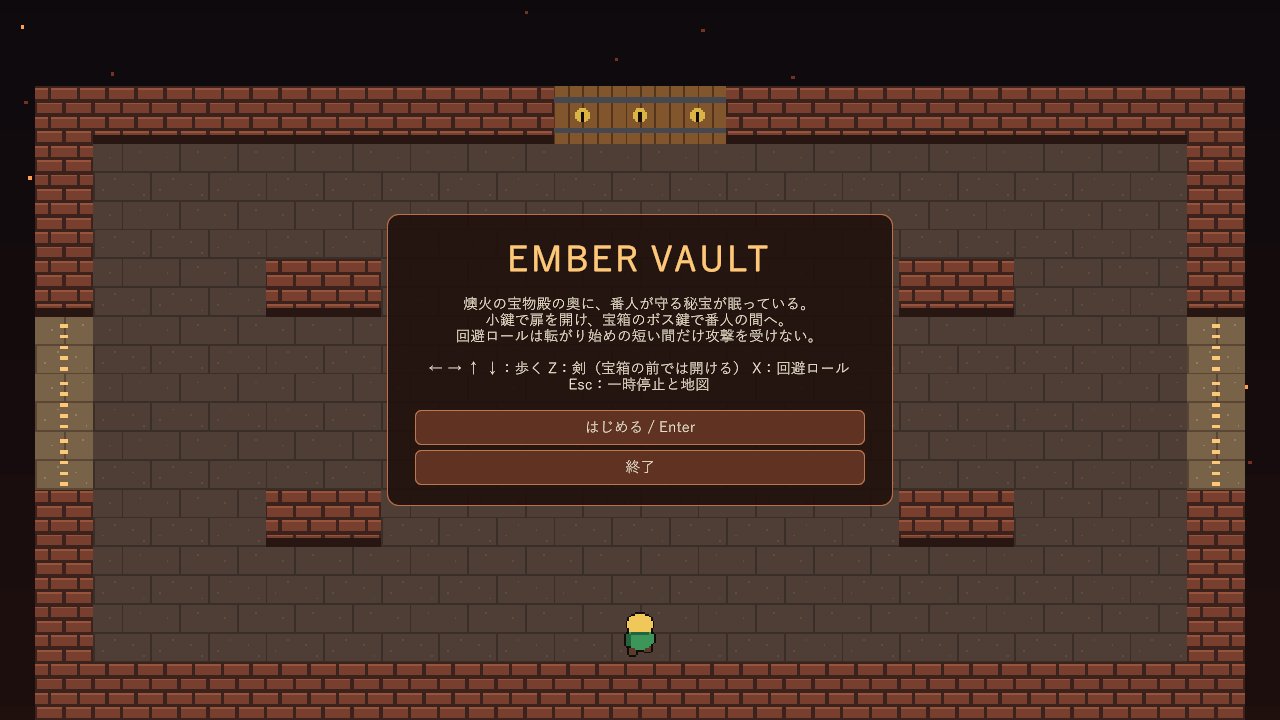 EMBER VAULT
燠火の宝物殿の奥に、番人が守る秘宝が眠っている。
小鍵で扉を開け、宝箱のボス鍵で番人の間へ。
回避ロールは転がり始めの短い間だけ攻撃を受けない。
← → ↑ ↓：歩く Z：剣（宝箱の前では開ける） X：回避ロール
Esc：一時停止と地図
はじめる / Enter
終了